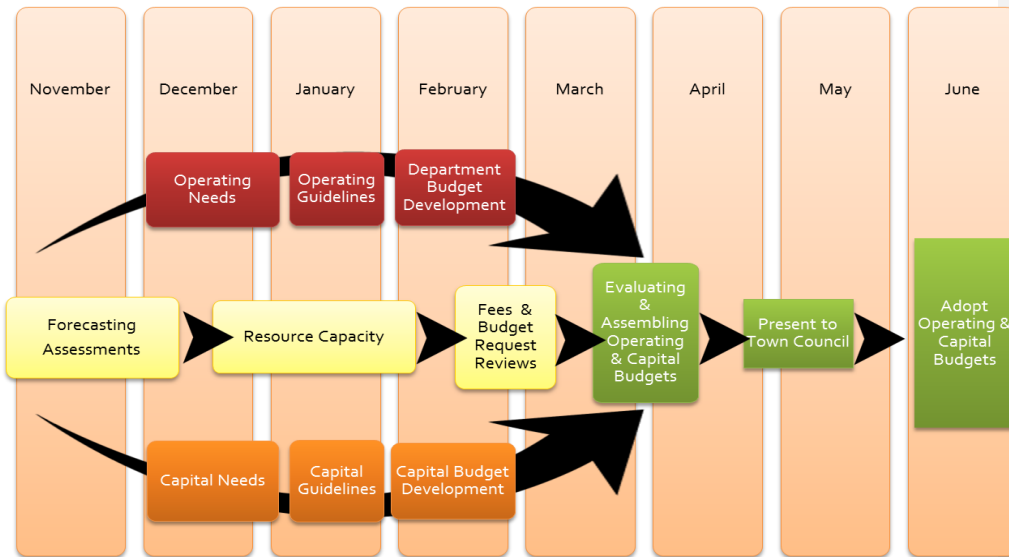 November
December
January
February
March
April
May
June
Operating
Needs
Operating
Guidelines
Department
Budget
Development
Forecasting
Assessments
Resource Capacity
Fees &
Budget
Request
Reviews
Evaluating
&
Assembling
Operating
& Capital
Budgets
Present to
Town Council
Adopt
Operating &
Capital
Budgets
Capital Needs
Capital
Guidelines
Capital Budget
Development